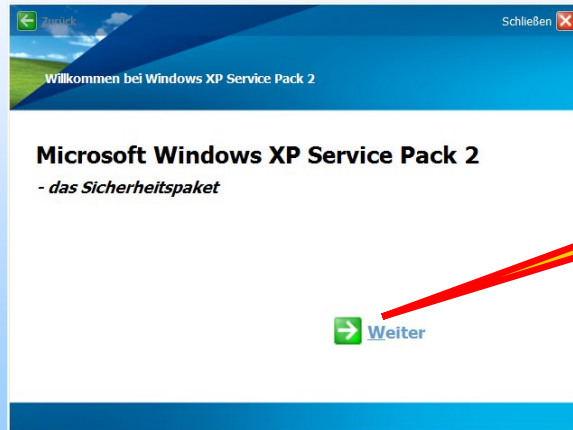 Zurück
Schließen
Willkommen bei Windows XP Service Pack 2
Microsoft Windows XP Service Pack 2
- das Sicherheitspaket
Weiter